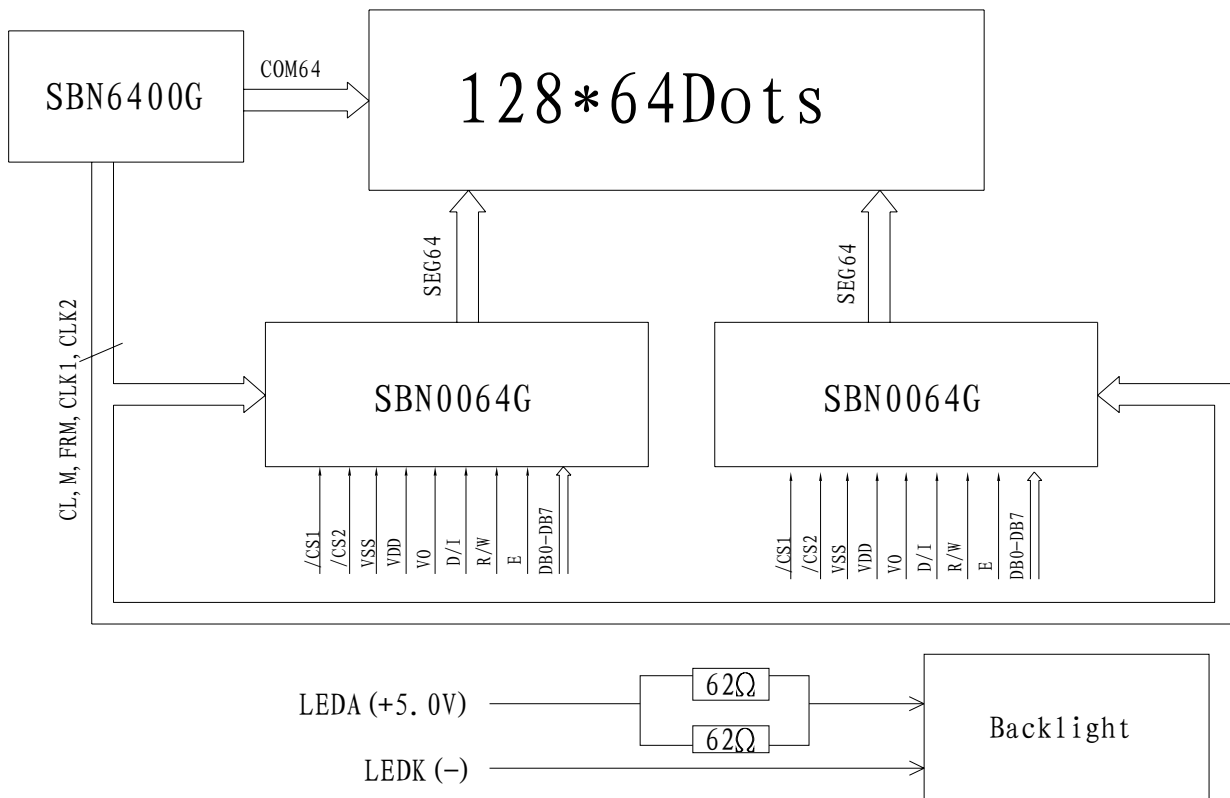 SBN6400G
COM64
128*64Dots
SEG64
SEG64
CL, M, FRM, CLK1, CLK2
SBN0064G
SBN0064G
/CS1
/CS2
VSS
VDD
VO
D/I
R/W
E
DB0-DB7
/CS1
/CS2
VSS
VDD
VO
D/I
R/W
E
DB0-DB7
LEDA(+5.0V)
62Ω
62Ω
LEDK(-)
Backlight